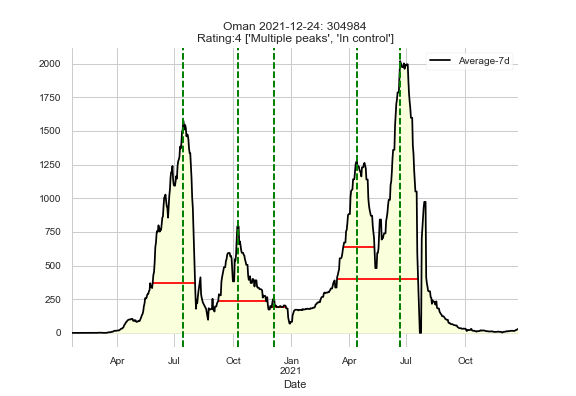 Oman 2021-12-24: 304984
Rating:4 ['Multiple peaks', 'In control']
Average-7d
2000
1750
1500
1250
1000
750
500
250
0
Apr
Jul
Oct
Jan
2021
Apr
Jul
Oct
Date